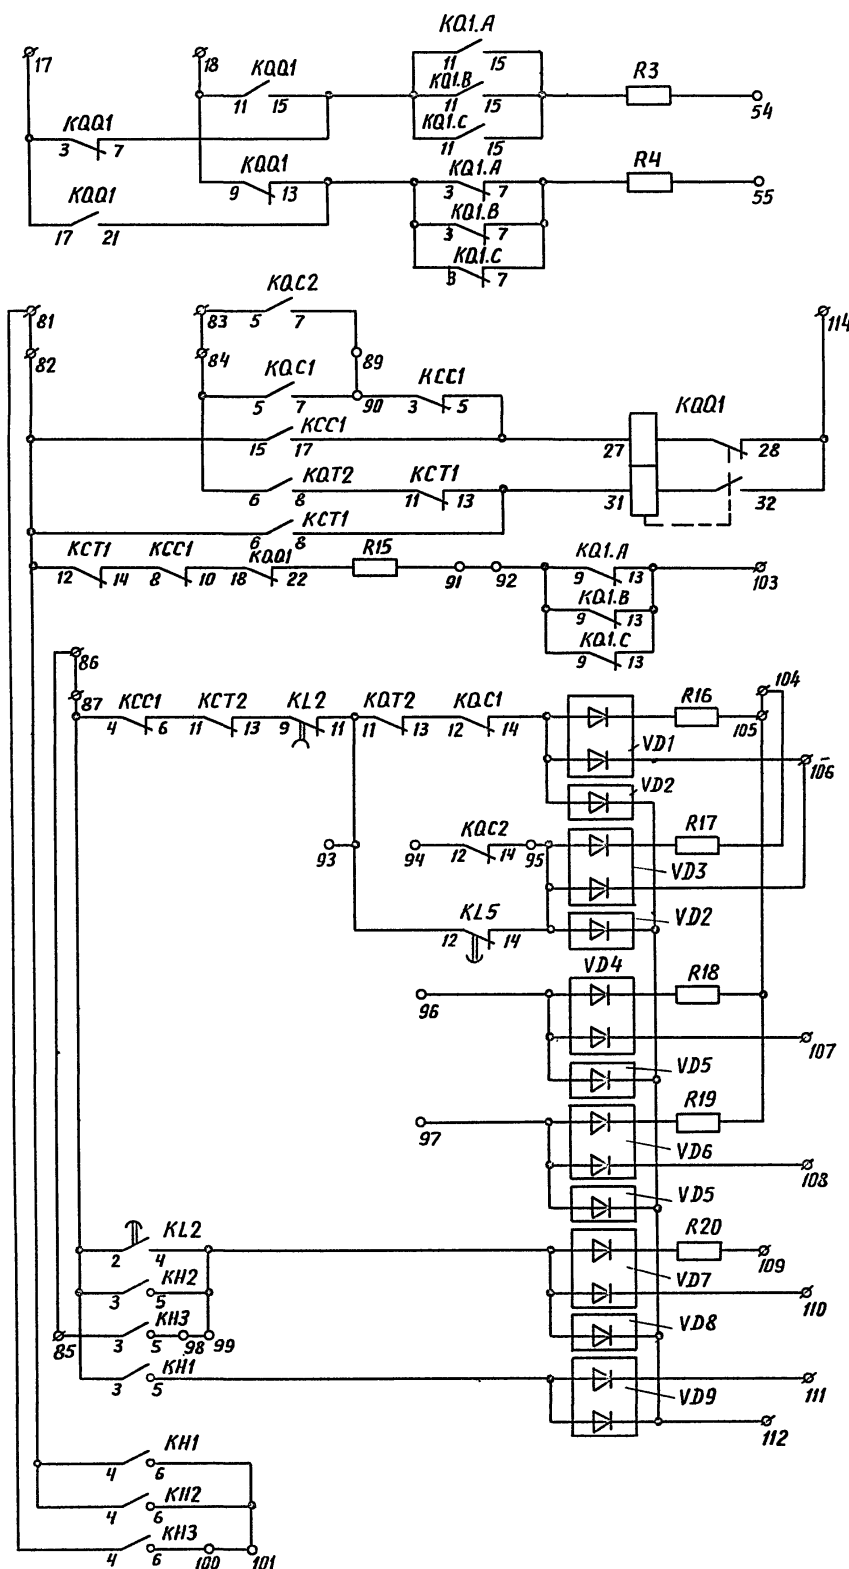 KQ1.A
17
18
KQQ1
11 15
R3
11 15
KQ1.B
11 15
54
KQQ1
3 7
KQ1.C
11 15
KQQ1
9 13
KQ1.A
3 7
R4
55
KQQ1
17 21
KQ1.B
3 7
KQ1.C
3 7
KQC2
81
83
5 7
114
82
84
89
KQC1
5 7
90
KCC1
3 5
KQQ1
KCC1
15 17
27
28
KQT2
6 8
KCT1
11 13
31
32
KCT1
6 8
KCT1
12 14
KCC1
8 10
KQQ1
18 22
R15
91
92
KQ1.A
9 13
103
KQ1.B
9 13
KQ1.C
9 13
86
87
KCC1
4 6
KCT2
11 13
KL2
9 11
KQT2
11 13
KQC1
12 14
R16
104
105
VD1
106
VD2
93
94
KQC2
12 14
95
R17
VD3
KL5
12 14
VD2
VD4
R18
96
107
VD5
R19
97
VD6
108
VD5
KL2
2 4
R20
109
KH2
3 5
VD7
110
KH3
85
3 5
98
99
VD8
KH1
3 5
111
VD9
112
KH1
4 6
KH2
4 6
KH3
4 6
100
101